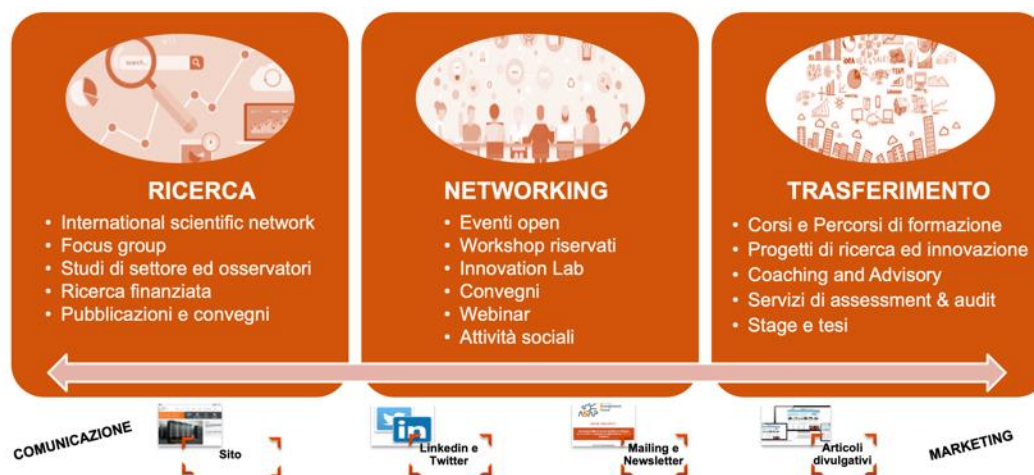 search...
RICERCA
• International scientific network
• Focus group
• Studi di settore ed osservatori
• Ricerca finanziata
• Pubblicazioni e convegni
NETWORKING
• Eventi open
• Workshop riservati
• Innovation Lab
• Convegni
• Webinar
• Attività sociali
TRASFERIMENTO
• Corsi e Percorsi di formazione
• Progetti di ricerca ed innovazione
• Coaching and Advisory
• Servizi di assessment & audit
• Stage e tesi
COMUNICAZIONE
Sito
in
Linkedin e
Twitter
Mailing e
Newsletter
Articoli
divulgativi
MARKETING